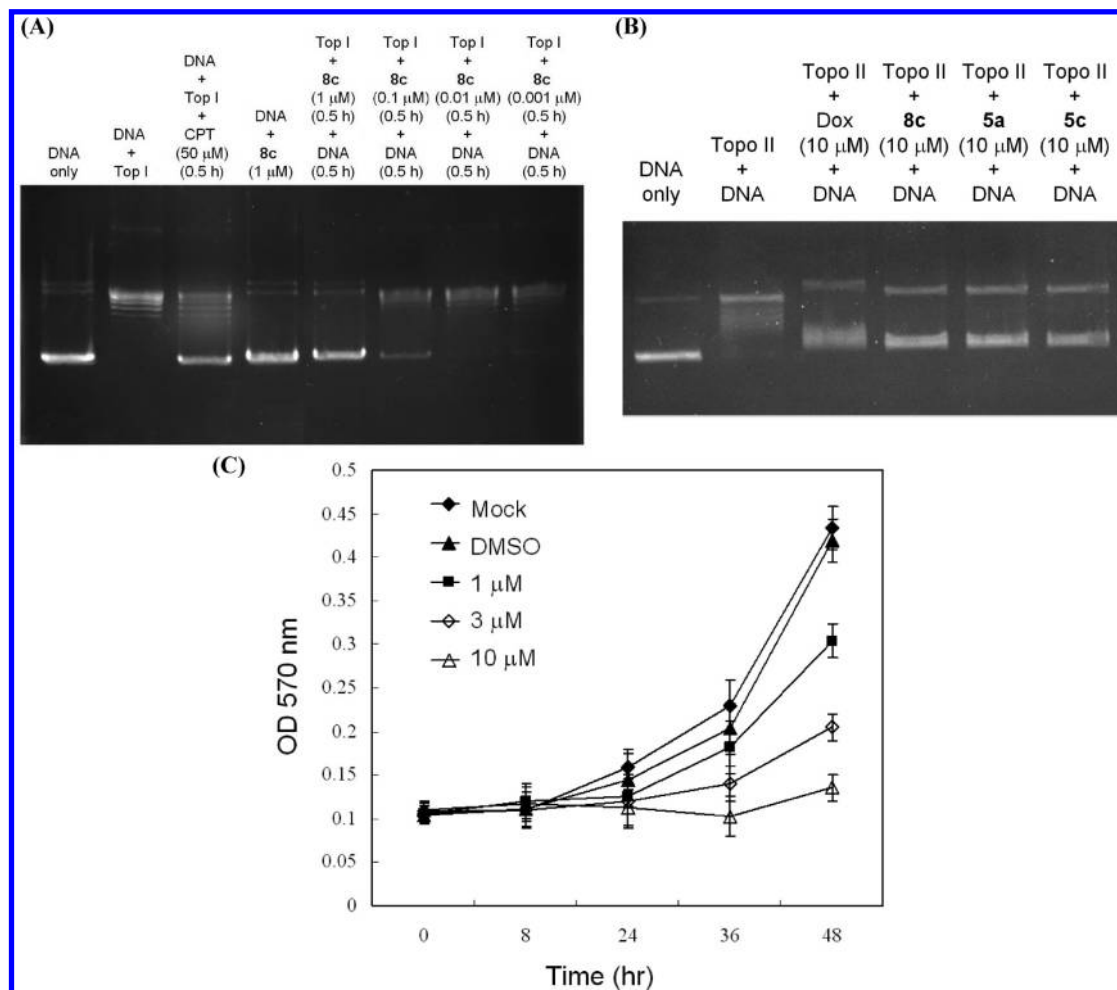 (A)
DNA
only
DNA
+
Top I
DNA
+
Top I
+
CPT
(50 μM)
(0.5 h)
DNA
+
8c
(1 μM)
Top I
+
8c
(1 μM)
(0.5 h)
+
DNA
(0.5 h)
Top I
+
8c
(0.1 μM)
(0.5 h)
+
DNA
(0.5 h)
Top I
+
8c
(0.01 μM)
(0.5 h)
+
DNA
(0.5 h)
Top I
+
8c
(0.001 μM)
(0.5 h)
+
DNA
(0.5 h)
(B)
DNA
only
Topo II
+
DNA
Topo II
+
Dox
(10 μM)
+
DNA
Topo II
+
8c
(10 μM)
+
DNA
Topo II
+
5a
(10 μM)
+
DNA
Topo II
+
5c
(10 μM)
+
DNA
(C)
Mock
DMSO
1 μM
3 μM
10 μM
OD 570 nm
0.5
0.45
0.4
0.35
0.3
0.25
0.2
0.15
0.1
0.05
0
0 8 24 36 48
Time (hr)